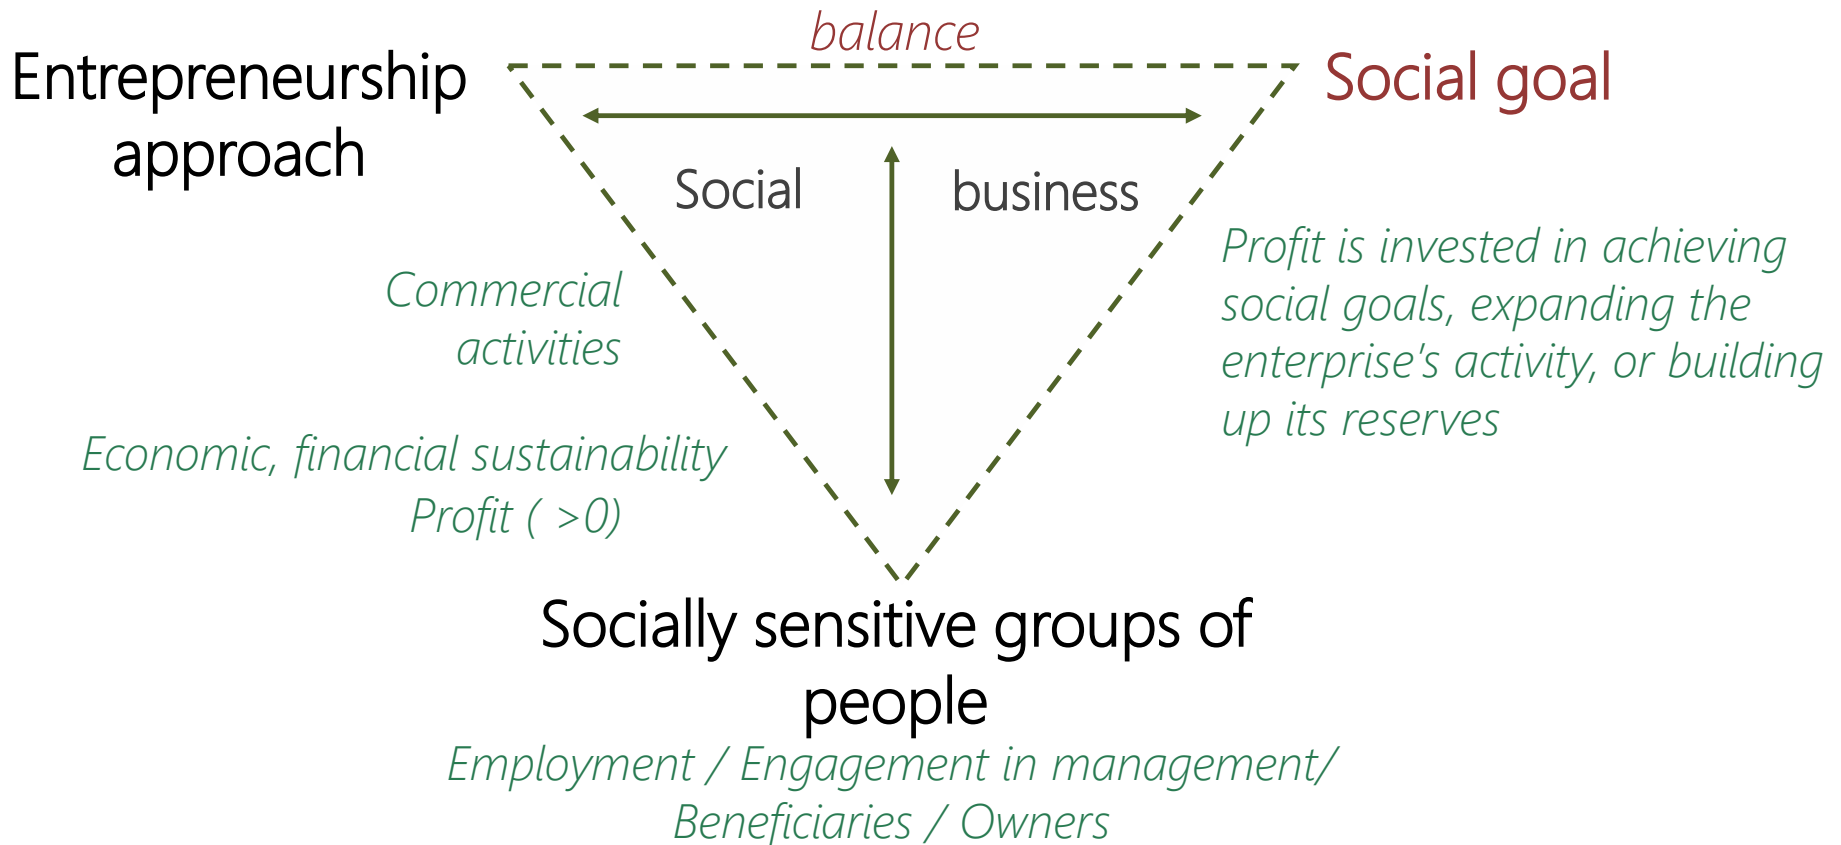 balance
Entrepreneurship
approach
Social goal
Social business
Commercial
activities
Profit is invested in achieving
social goals, expanding the
enterprise's activity, or building
up its reserves
Economic, financial sustainability
Profit ( >0)
Socially sensitive groups of
people
Employment / Engagement in management/
Beneficiaries / Owners